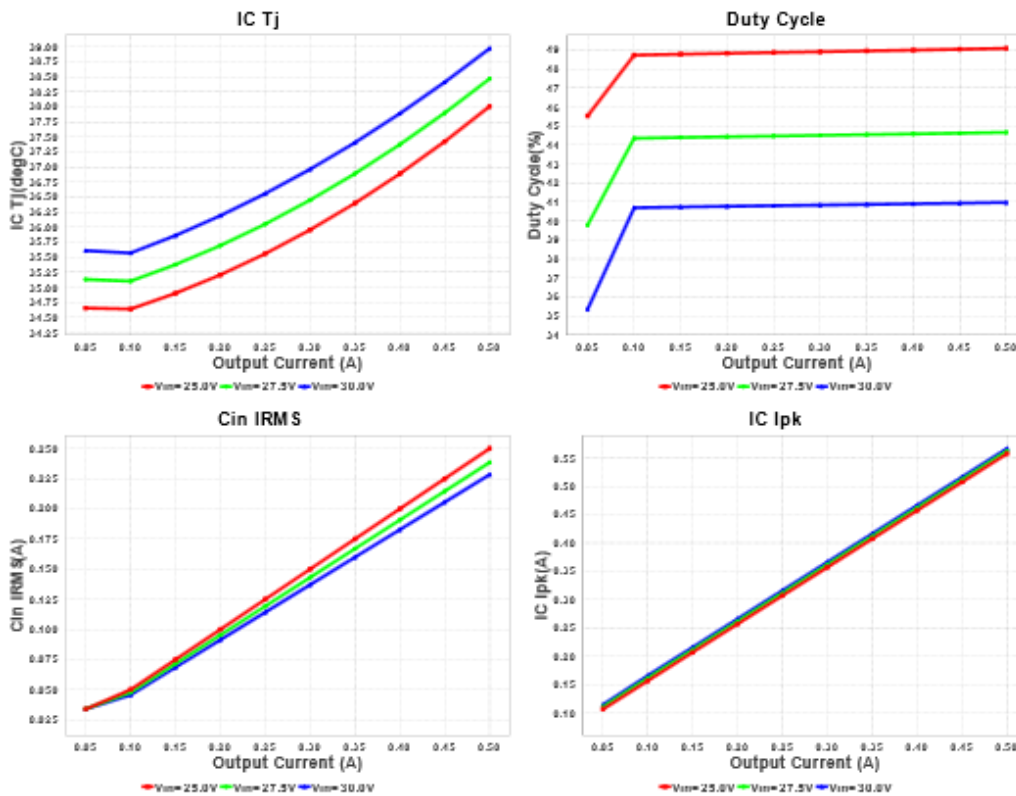 IC Tj
39.00
38.75
38.50
38.25
38.00
37.75
37.50
37.25
37.00
36.75
36.50
36.25
36.00
35.75
35.50
35.25
35.00
34.75
34.50
34.25
IC Tj(degC)
0.05 0.10 0.15 0.20 0.25 0.30 0.35 0.40 0.45 0.50
Output Current (A)
Vin=25.0V Vin=27.5V Vin=30.0V
Duty Cycle
49
48
47
46
45
44
43
42
41
40
39
38
37
36
35
34
Duty Cycle(%)
0.05 0.10 0.15 0.20 0.25 0.30 0.35 0.40 0.45 0.50
Output Current (A)
Vin=25.0V Vin=27.5V Vin=30.0V
Cin IRMS
0.250
0.225
0.200
0.175
0.150
0.125
0.100
0.075
0.050
0.025
Cin IRMS(A)
0.05 0.10 0.15 0.20 0.25 0.30 0.35 0.40 0.45 0.50
Output Current (A)
Vin=25.0V Vin=27.5V Vin=30.0V
IC Ipk
0.55
0.50
0.45
0.40
0.35
0.30
0.25
0.20
0.15
0.10
IC Ipk(A)
0.05 0.10 0.15 0.20 0.25 0.30 0.35 0.40 0.45 0.50
Output Current (A)
Vin=25.0V Vin=27.5V Vin=30.0V